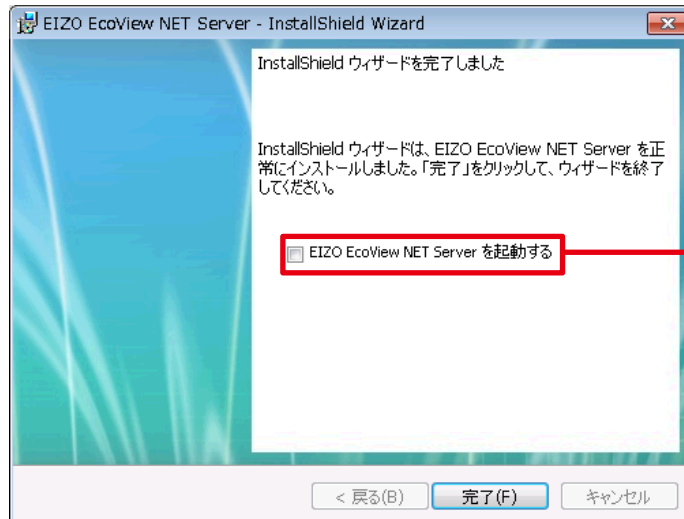 EIZO EcoView NET Server - InstallShield Wizard
InstallShield ウィザードを完了しました
InstallShield ウィザードは、EIZO EcoView NET Server を正
常にインストールしました。「完了」をクリックして、ウィザードを終了
してください。
EIZO EcoView NET Server を起動する
< 戻る(B)
完了(F)
キャンセル